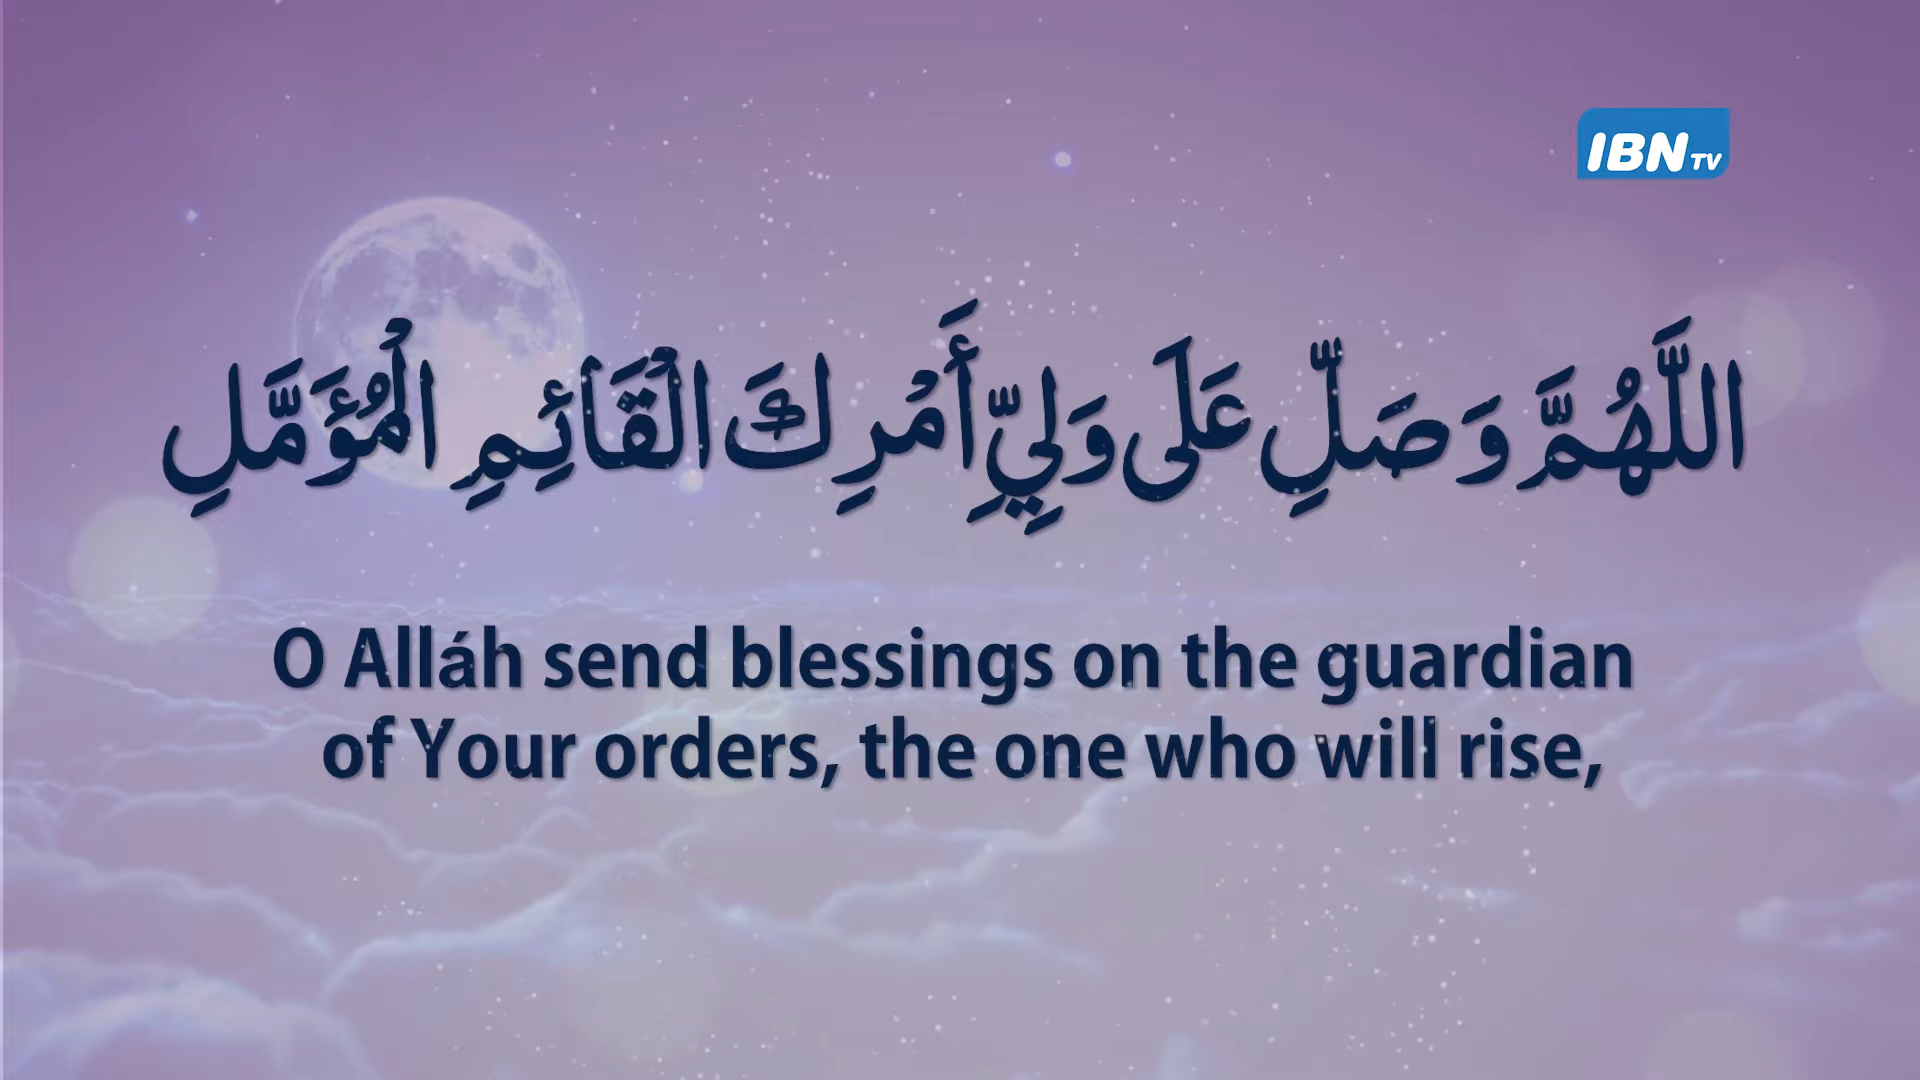 IBN TV
اللَّهُمَّ وَصَلِّ عَلَى وَلِيِّ أَمْرِكَ الْقَائِمِ الْمُؤَمَّلِ
O Alláh send blessings on the guardian
of Your orders, the one who will rise,